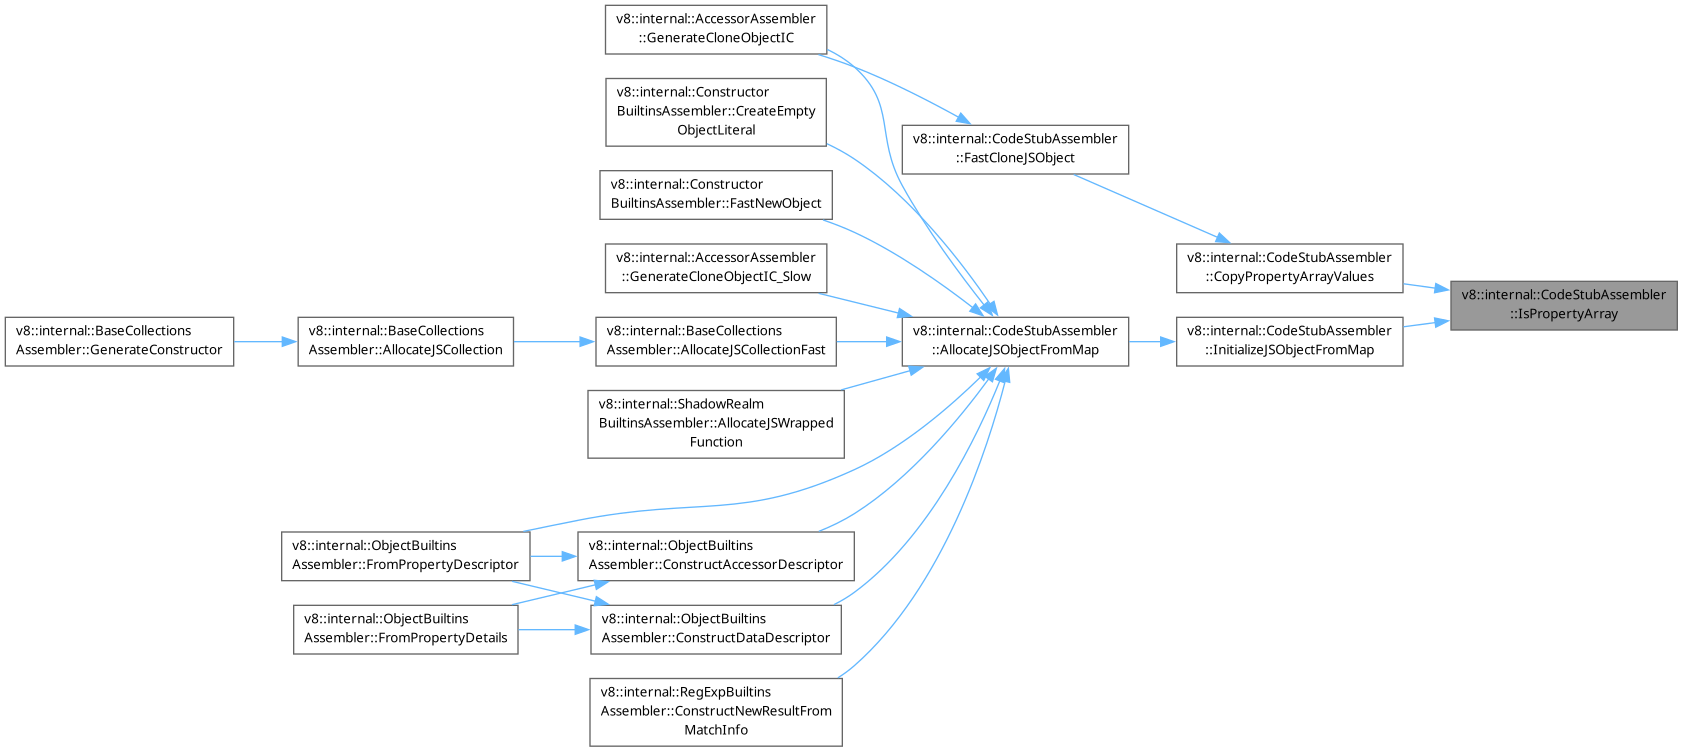 v8::internal::AccessorAssembler
::GenerateCloneObjectIC
v8::internal::Constructor
BuiltinsAssembler::CreateEmpty
ObjectLiteral
v8::internal::CodeStubAssembler
::FastCloneJSObject
v8::internal::Constructor
BuiltinsAssembler::FastNewObject
v8::internal::AccessorAssembler
::GenerateCloneObjectIC_Slow
v8::internal::CodeStubAssembler
::CopyPropertyArrayValues
v8::internal::CodeStubAssembler
::IsPropertyArray
v8::internal::BaseCollections
Assembler::GenerateConstructor
v8::internal::BaseCollections
Assembler::AllocateJSCollection
v8::internal::BaseCollections
Assembler::AllocateJSCollectionFast
v8::internal::CodeStubAssembler
::AllocateJSObjectFromMap
v8::internal::CodeStubAssembler
::InitializeJSObjectFromMap
v8::internal::ShadowRealm
BuiltinsAssembler::AllocateJSWrapped
Function
v8::internal::ObjectBuiltins
Assembler::FromPropertyDescriptor
v8::internal::ObjectBuiltins
Assembler::ConstructAccessorDescriptor
v8::internal::ObjectBuiltins
Assembler::FromPropertyDetails
v8::internal::ObjectBuiltins
Assembler::ConstructDataDescriptor
v8::internal::RegExpBuiltins
Assembler::ConstructNewResultFrom
MatchInfo